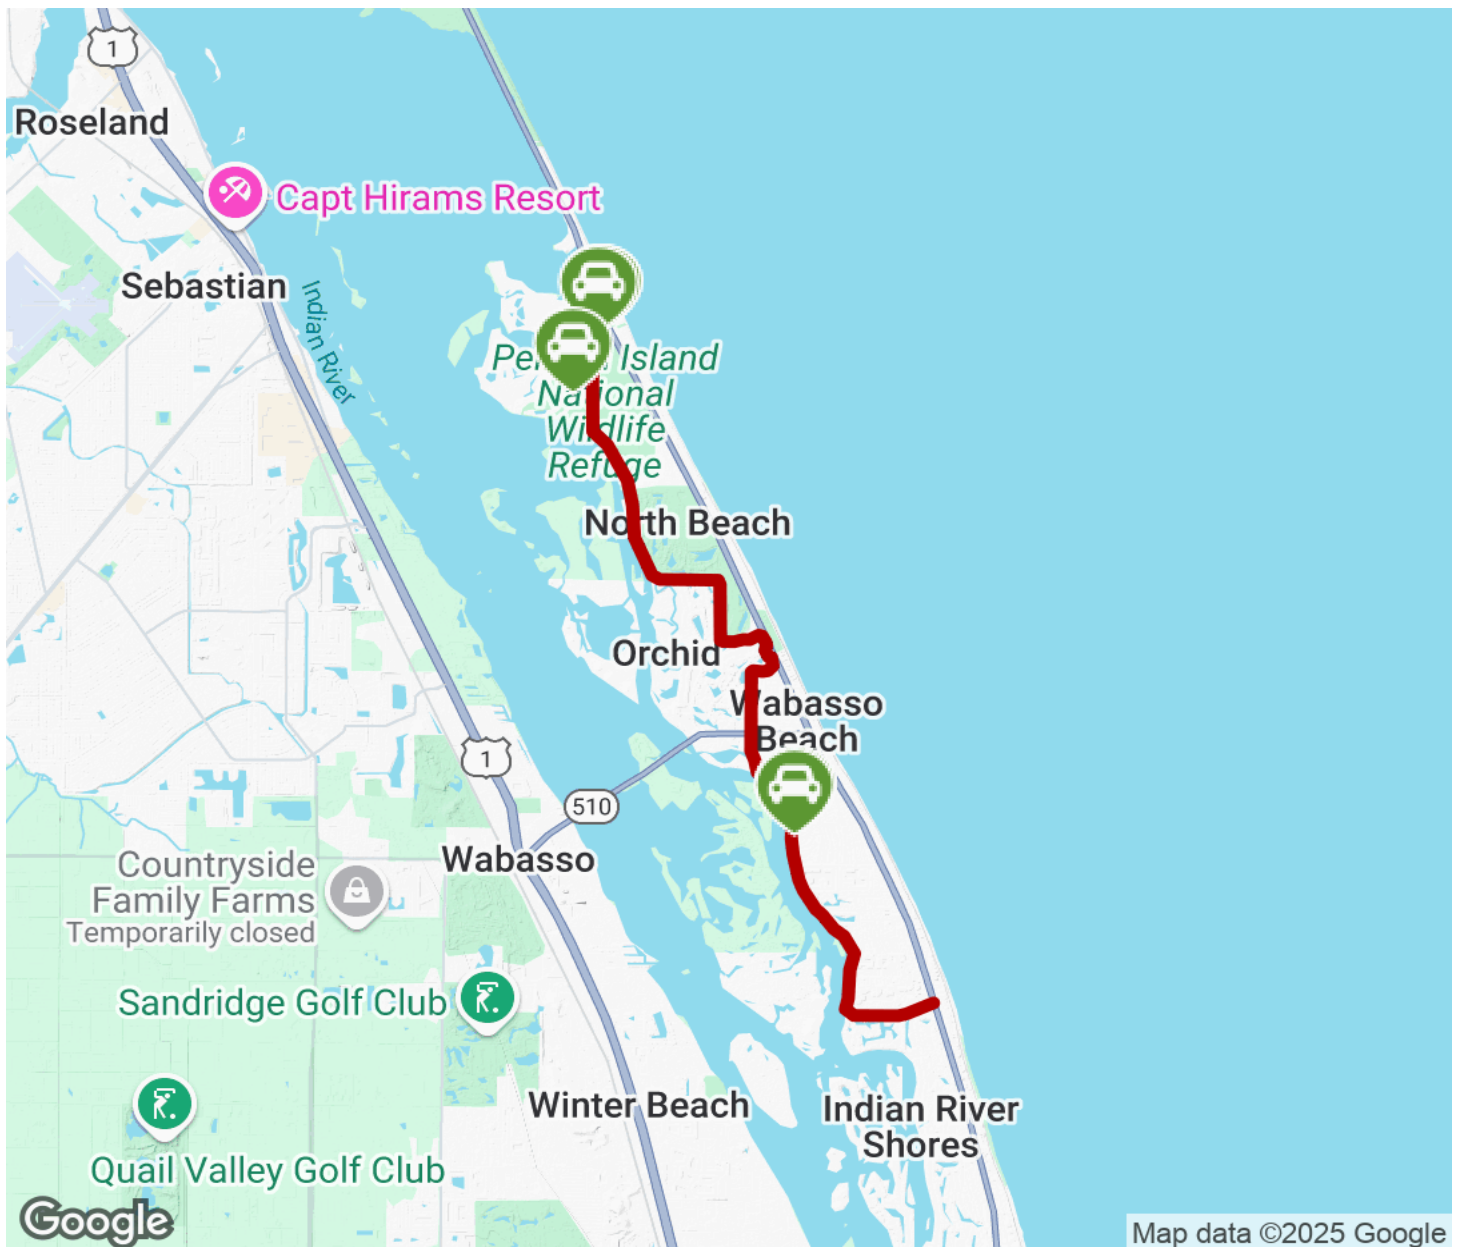 1
Roseland
Capt Hirams Resort
Sebastian
Indian River
Island
National
Wildlife
Refuge
North Beach
Orchid
Wabasso
Beach
1
510
Wabasso
Countryside
Family Farms
Temporarily closed
Sandridge Golf Club
Winter Beach
Indian River
Shores
Quail Valley Golf Club
Google
Map data ©2025 Google